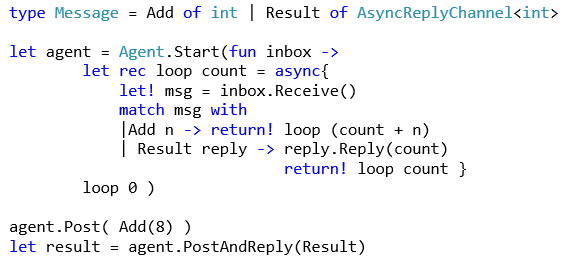 type Message = Add of int | Result of AsyncReplyChannel<int>
let agent = Agent.Start(fun inbox ->
let rec loop count = async{
let! msg = inbox.Receive()
match msg with
|Add n -> return! loop (count + n)
| Result reply -> reply.Reply(count)
return! loop count }
loop 0 )
agent.Post( Add(8) )
let result = agent.PostAndReply(Result)